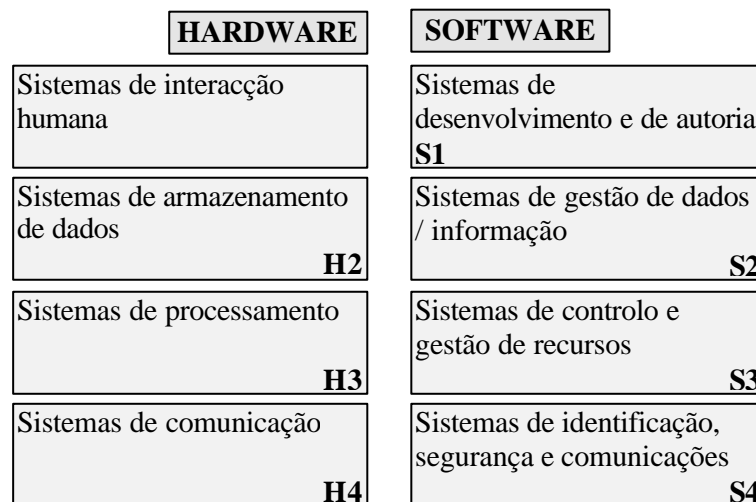 HARDWARE
Sistemas de interacção
humana
Sistemas de armazenamento
de dados
H2
Sistemas de processamento
H3
Sistemas de comunicação
H4
SOFTWARE
Sistemas de
desenvolvimento e de autoria
S1
Sistemas de gestão de dados
/ informação
S2
Sistemas de controlo e
gestão de recursos
S3
Sistemas de identificação,
segurança e comunicações
S4